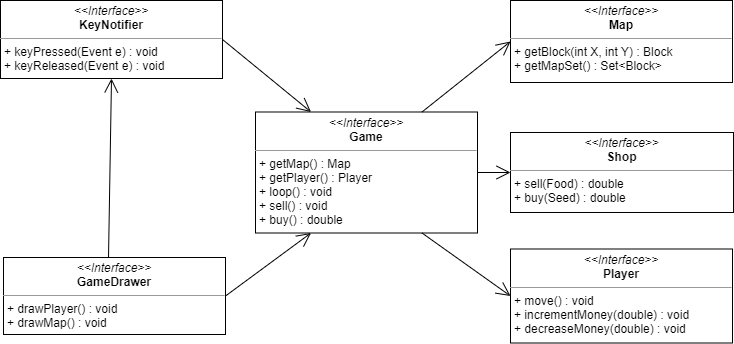 <<Interface>>
KeyNotifier
+ keyPressed(Event e) : void
+ keyReleased(Event e) : void
<<Interface>>
Map
+ getBlock(int X, int Y) : Block
+ getMapSet() : Set<Block>
<<Interface>>
Game
+ getMap() : Map
+ getPlayer() : Player
+ loop() : void
+ sell() : void
+ buy() : double
<<Interface>>
Shop
+ sell(Food) : double
+ buy(Seed) : double
<<Interface>>
GameDrawer
+ drawPlayer() : void
+ drawMap() : void
<<Interface>>
Player
+ move() : void
+ incrementMoney(double) : void
+ decreaseMoney(double) : void